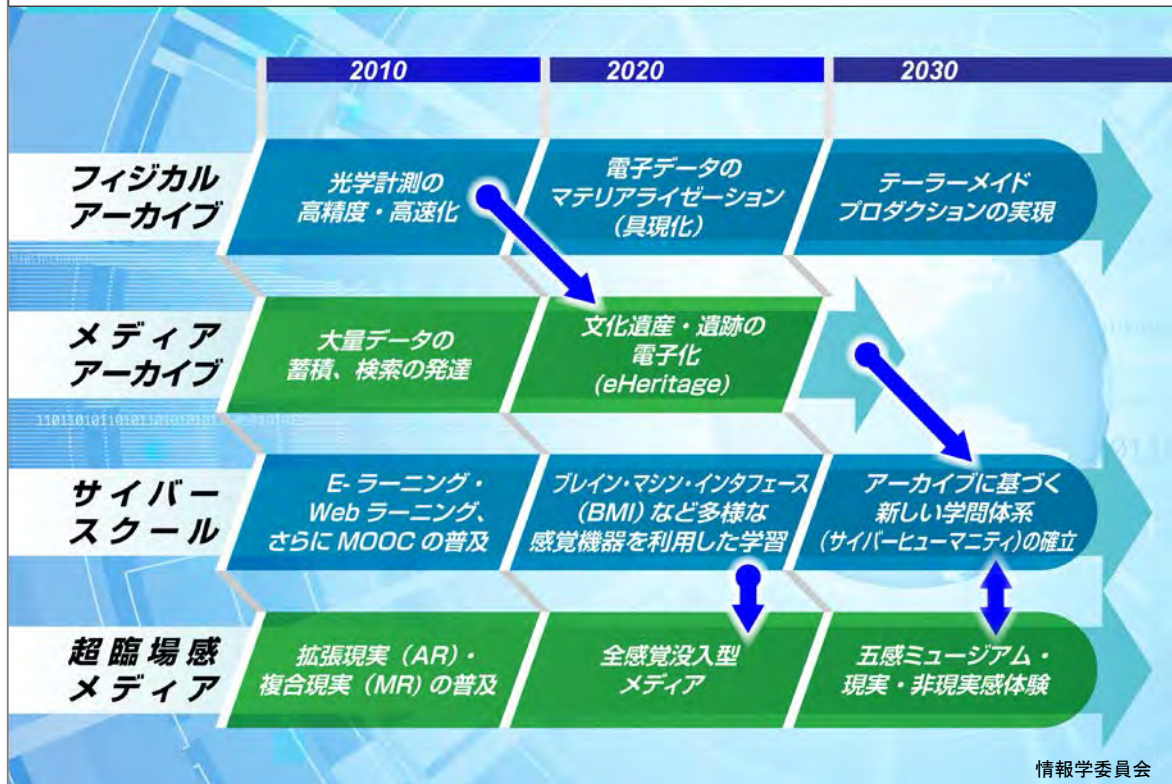 2010
2020
2030
フィジカル
アーカイブ
光学計測の
高精度・高速化
電子データの
マテリアライゼーション
（具現化）
テーラーメイド
プロダクションの実現
メディア
アーカイブ
大量データの
蓄積、検索の発達
文化遺産・遺跡の
電子化
(eHeritage)
サイバー
スクール
E-ラーニング・
Webラーニング、
さらにMOOCの普及
ブレイン・マシン・インタフェース
(BMI)など多様な
感覚機器を利用した学習
アーカイブに基づく
新しい学問体系
(サイバーヒューマニティ)の確立
超臨場感
メディア
拡張現実（AR）・
複合現実（MR）の普及
全感覚没入型
メディア
五感ミュージアム・
現実・非現実感体験
情報学委員会